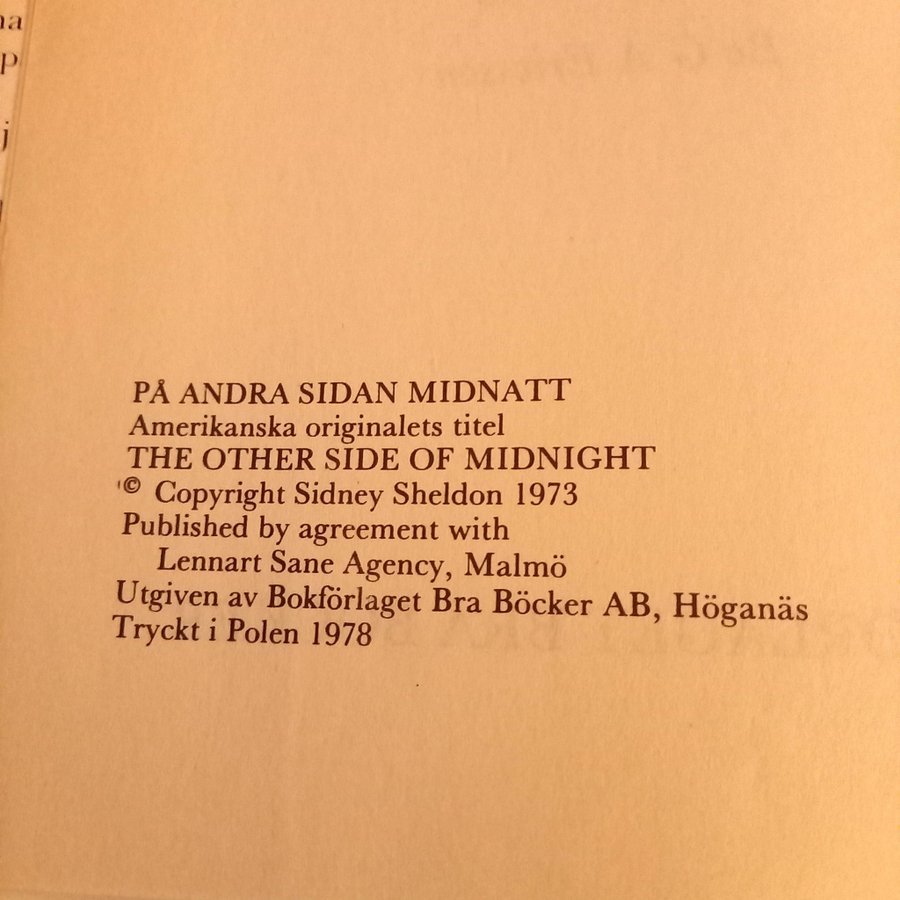 PÅ ANDRA SIDAN MIDNATT
Amerikanska originalets titel
THE OTHER SIDE OF MIDNIGHT
© Copyright Sidney Sheldon 1973
Published by agreement with
Lennart Sane Agency, Malmö
Utgiven av Bokförlaget Bra Böcker AB, Höganäs
Tryckt i Polen 1978